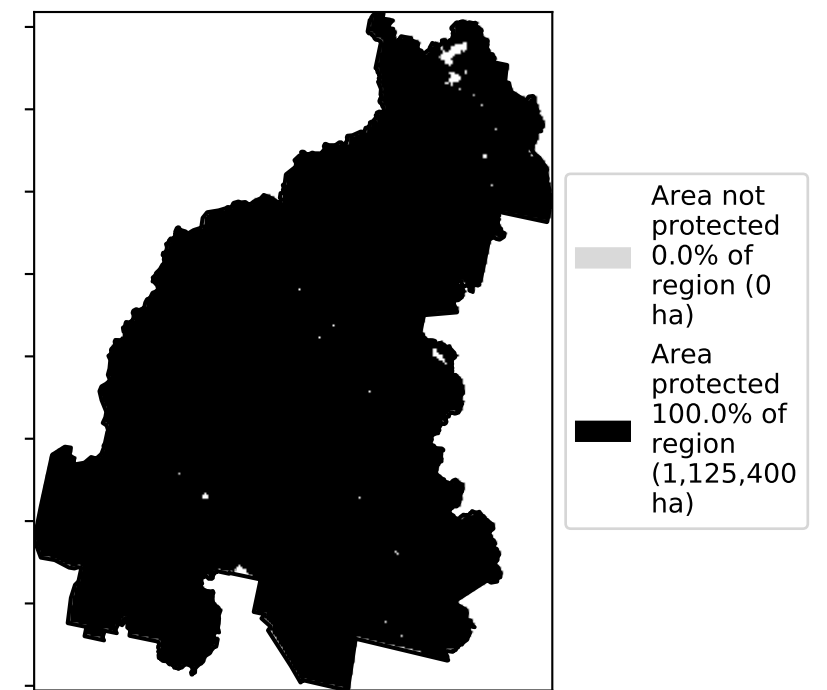 Area not
protected
0.0% of
region (0
ha)
Area
protected
100.0% of
region
(1,125,400
ha)